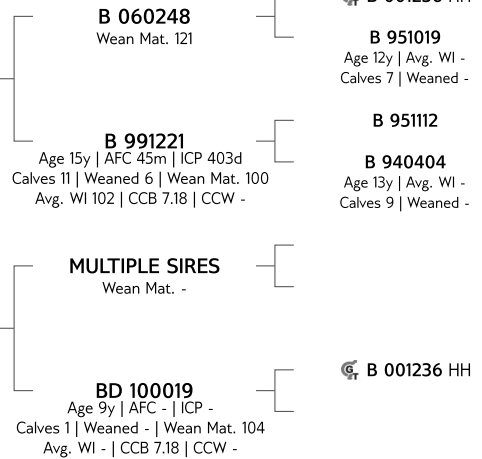 B 060248
Wean Mat. 121
B 951019
Age 12y | Avg. WI -
Calves 7 | Weaned -
B 991221
Age 15y | AFC 45m | ICP 403d
Calves 11 | Weaned 6 | Wean Mat. 100
Avg. WI 102 | CCB 7.18 | CCW -
B 951112
B 940404
Age 13y | Avg. WI -
Calves 9 | Weaned -
MULTIPLE SIRES
Wean Mat. -
BD 100019
Age 9y | AFC - | ICP -
Calves 1 | Weaned - | Wean Mat. 104
Avg. WI - | CCB 7.18 | CCW -
GT B 001236 HH